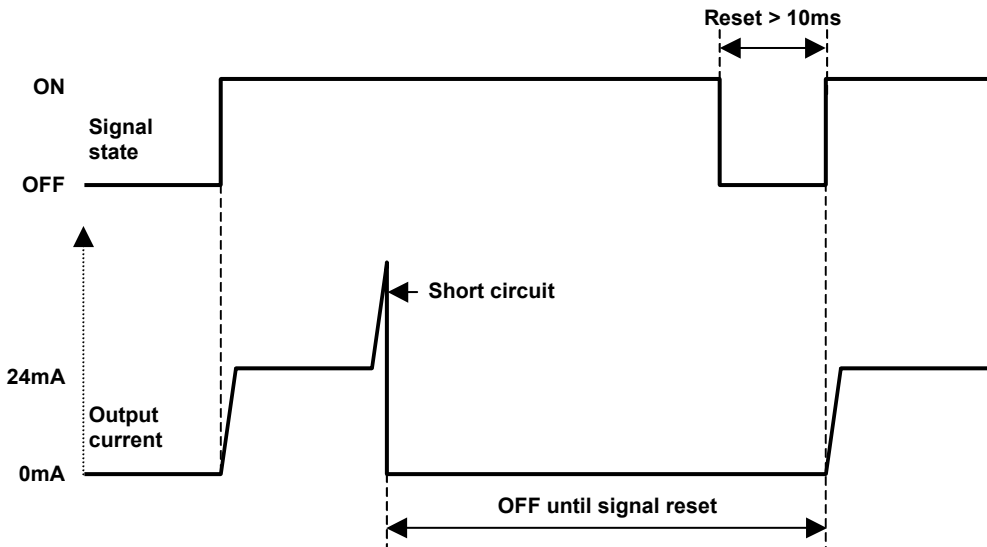 Reset > 10ms
ON
Signal
state
OFF
Short circuit
24mA
Output
current
0mA
OFF until signal reset